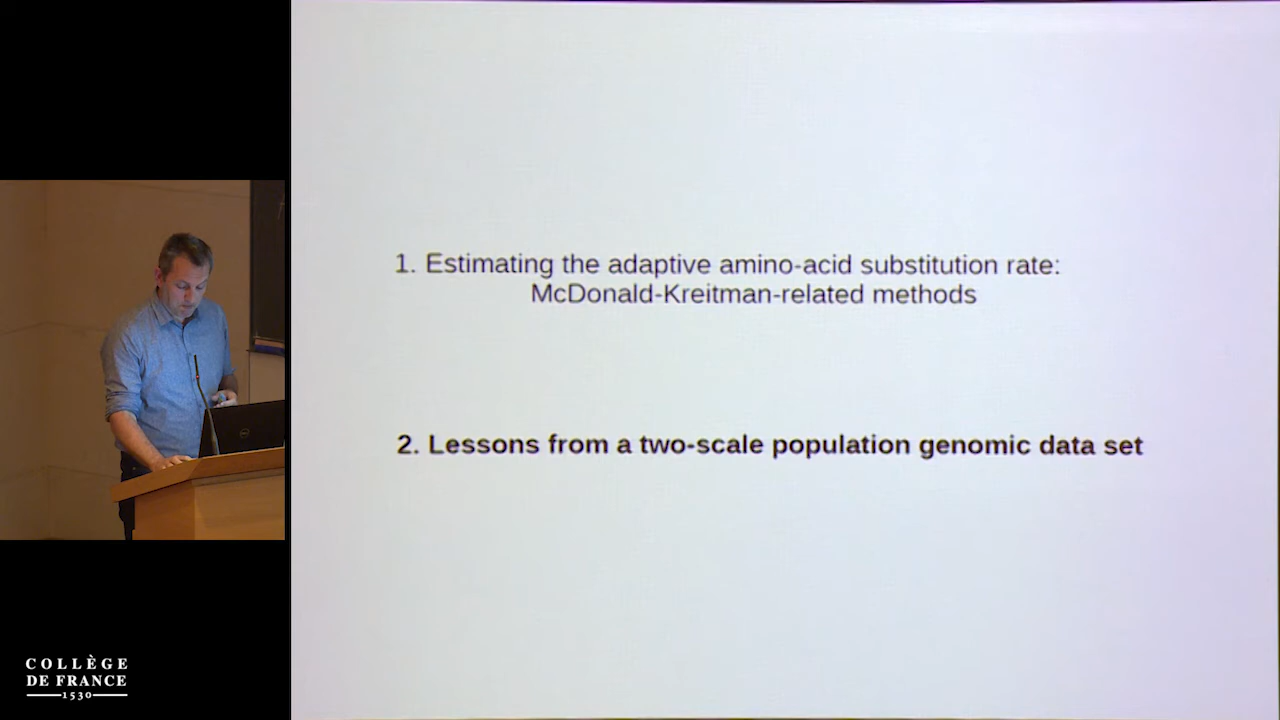 1. Estimating the adaptive amino-acid substitution rate:
McDonald-Kreitman-related methods
2. Lessons from a two-scale population genomic data set
COLLÈGE
DE FRANCE
1530